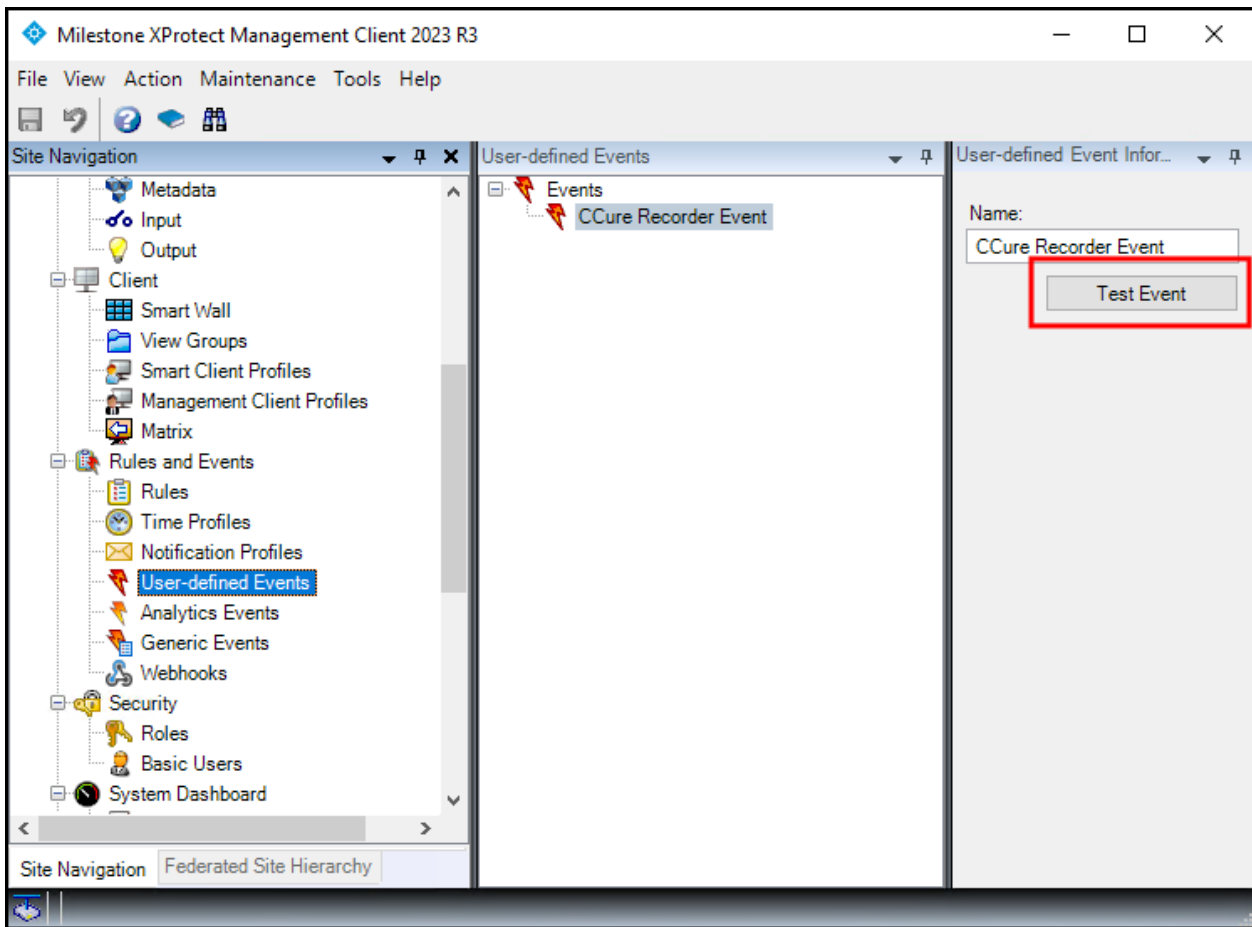 Milestone XProtect Management Client 2023 R3
File View Action Maintenance Tools Help
Site Navigation
Metadata
Input
Output
Client
Smart Wall
View Groups
Smart Client Profiles
Management Client Profiles
Matrix
Rules and Events
Rules
Time Profiles
Notification Profiles
User-defined Events
Analytics Events
Generic Events
Webhooks
Security
Roles
Basic Users
System Dashboard
Site Navigation Federated Site Hierarchy
User-defined Events
Events
CCure Recorder Event
User-defined Event Infor...
Name:
CCure Recorder Event
Test Event